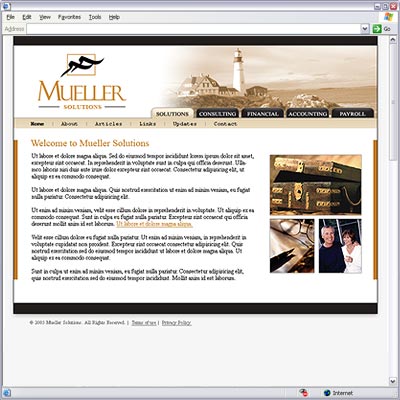 File Edit View Favorites Tools Help
Address
Go
MUELLER
SOLUTIONS
SOLUTIONS CONSULTING FINANCIAL ACCOUNTING PAYROLL
Home | About | Articles | Links | Updates | Contact
Welcome to Mueller Solutions
Ut labore et dolore magna aliqua. Sed do eiusmod tempor incididunt lorem ipsum dolor sit amet,
excepteur sint occaecat. In reprehenderit in voluptate sunt in culpa qui officia deserunt. Ulla-
mco laboris nisi duis aute irure dolor excepteur sint occaecat. Consectetur adipisicing elit, ut
aliquip ex ea commodo consequat.
Ut labore et dolore magna aliqua. Quis nostrud exercitation ut enim ad minim veniam, eu fugiat
nulla pariatur. Consectetur adipisicing elit.
Ut enim ad minim veniam, velit esse cillum dolore in reprehenderit in voluptate. Ut aliquip ex ea
commodo consequat. Sunt in culpa eu fugiat nulla pariatur. Excepteur sint occaecat qui officia
deserunt mollit anim id est laborum. Ut labore et dolore magna aliqua.
Velit esse cillum dolore eu fugiat nulla pariatur. Ut enim ad minim veniam, in reprehenderit in
voluptate cupidatat non proident. Excepteur sint occaecat consectetur adipisicing elit. Quis
nostrud exercitation sed do eiusmod tempor incididunt ut labore et dolore magna aliqua. Ut aliquip
ex ea commodo consequat.
Sunt in culpa ut enim ad minim veniam, eu fugiat nulla pariatur. Consectetur adipisicing elit,
quis nostrud exercitation sed do eiusmod tempor incididunt. Mollit anim id est laborum.
© 2003 Mueller Solutions. All Rights Reserved. | Terms of use | Privacy Policy
Internet